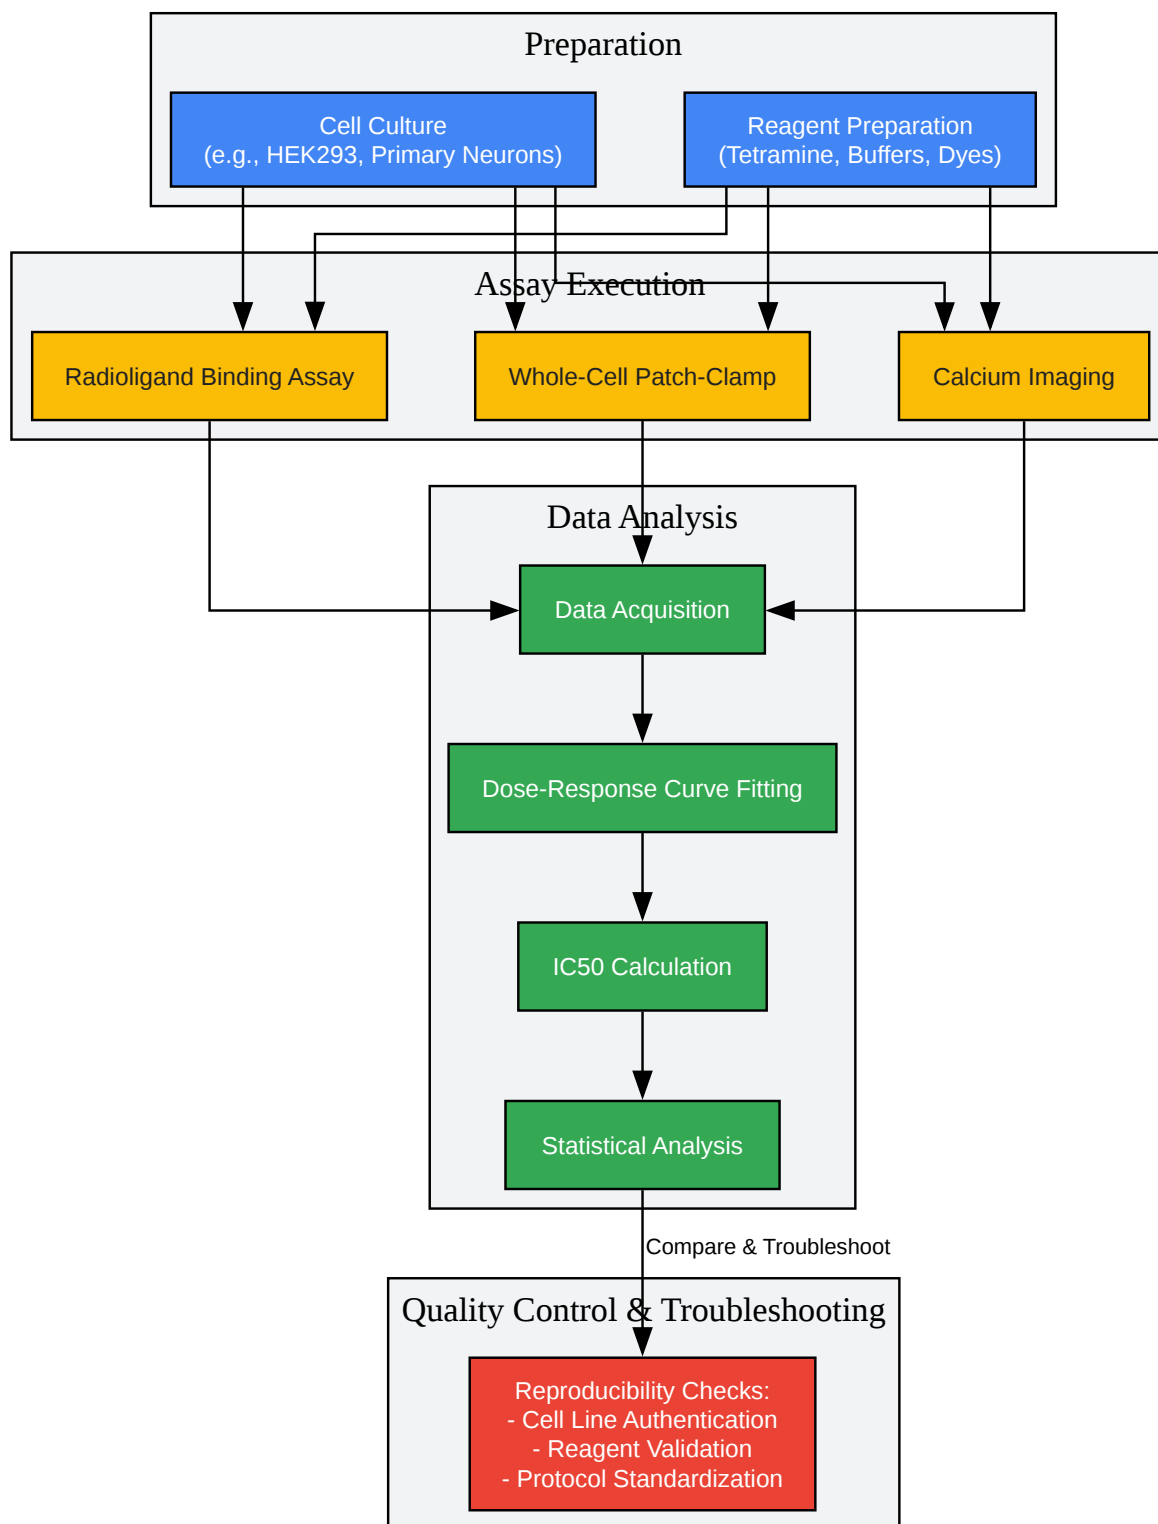 Preparation
Cell Culture
(e.g., HEK293, Primary Neurons)
Reagent Preparation
(Tetramine, Buffers, Dyes)
Assay Execution
Radioligand Binding Assay
Whole-Cell Patch-Clamp
Calcium Imaging
Data Analysis
Data Acquisition
Dose-Response Curve Fitting
IC50 Calculation
Statistical Analysis
Compare & Troubleshoot
Quality Control & Troubleshooting
Reproducibility Checks:
- Cell Line Authentication
- Reagent Validation
- Protocol Standardization